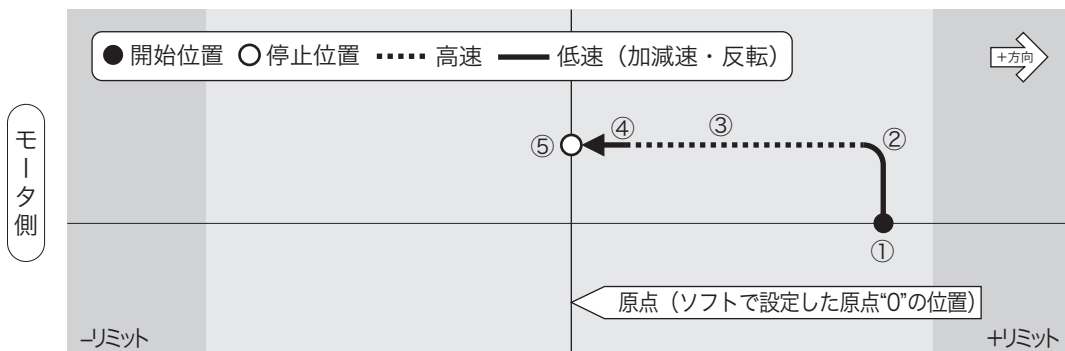 ●開始位置 ○停止位置 ••••••高速 ━━低速（加減速・反転）
＋方向
モータ側
⑤ ④ ③ ②
①
原点（ソフトで設定した原点“0”の位置）
−リミット
＋リミット